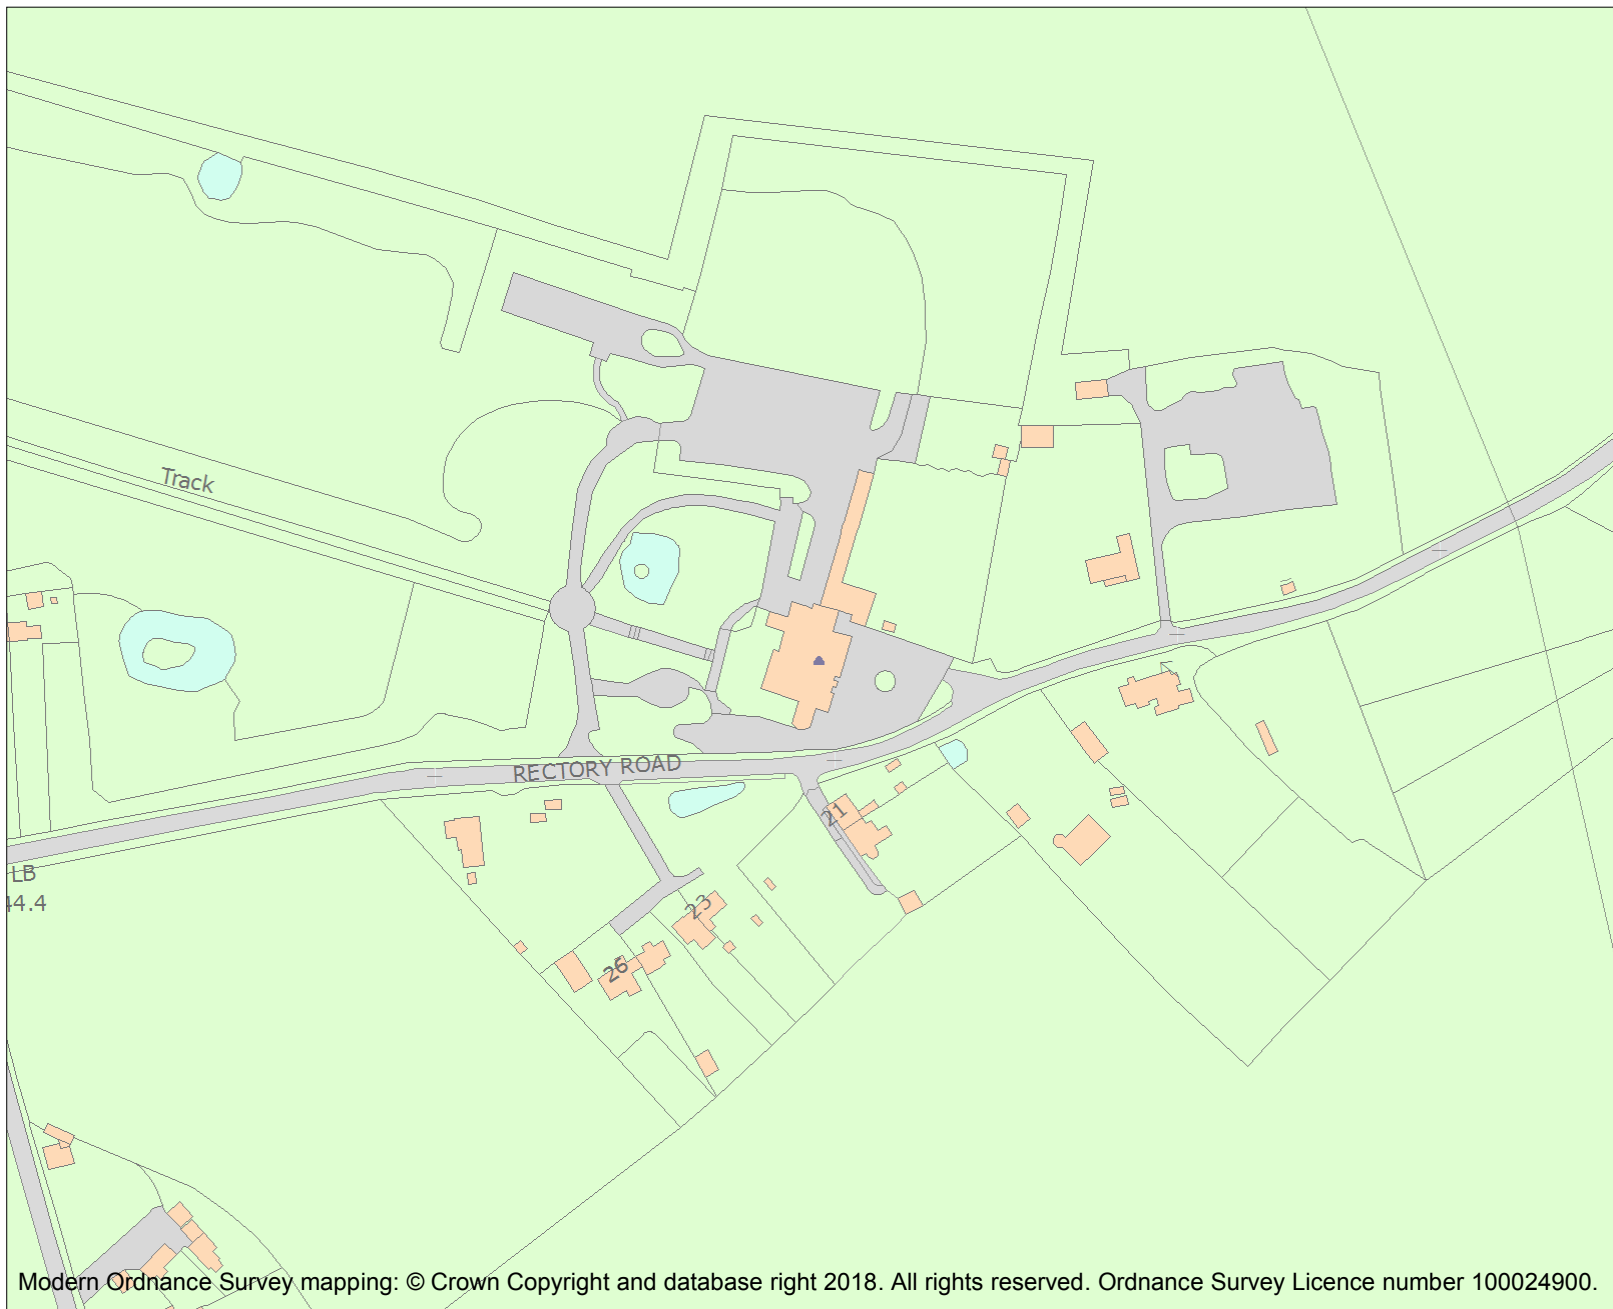 Track
RECTORY ROAD
21
LB
44.4
23
26
Modern Ordnance Survey mapping: © Crown Copyright and database right 2018. All rights reserved. Ordnance Survey Licence number 100024900.